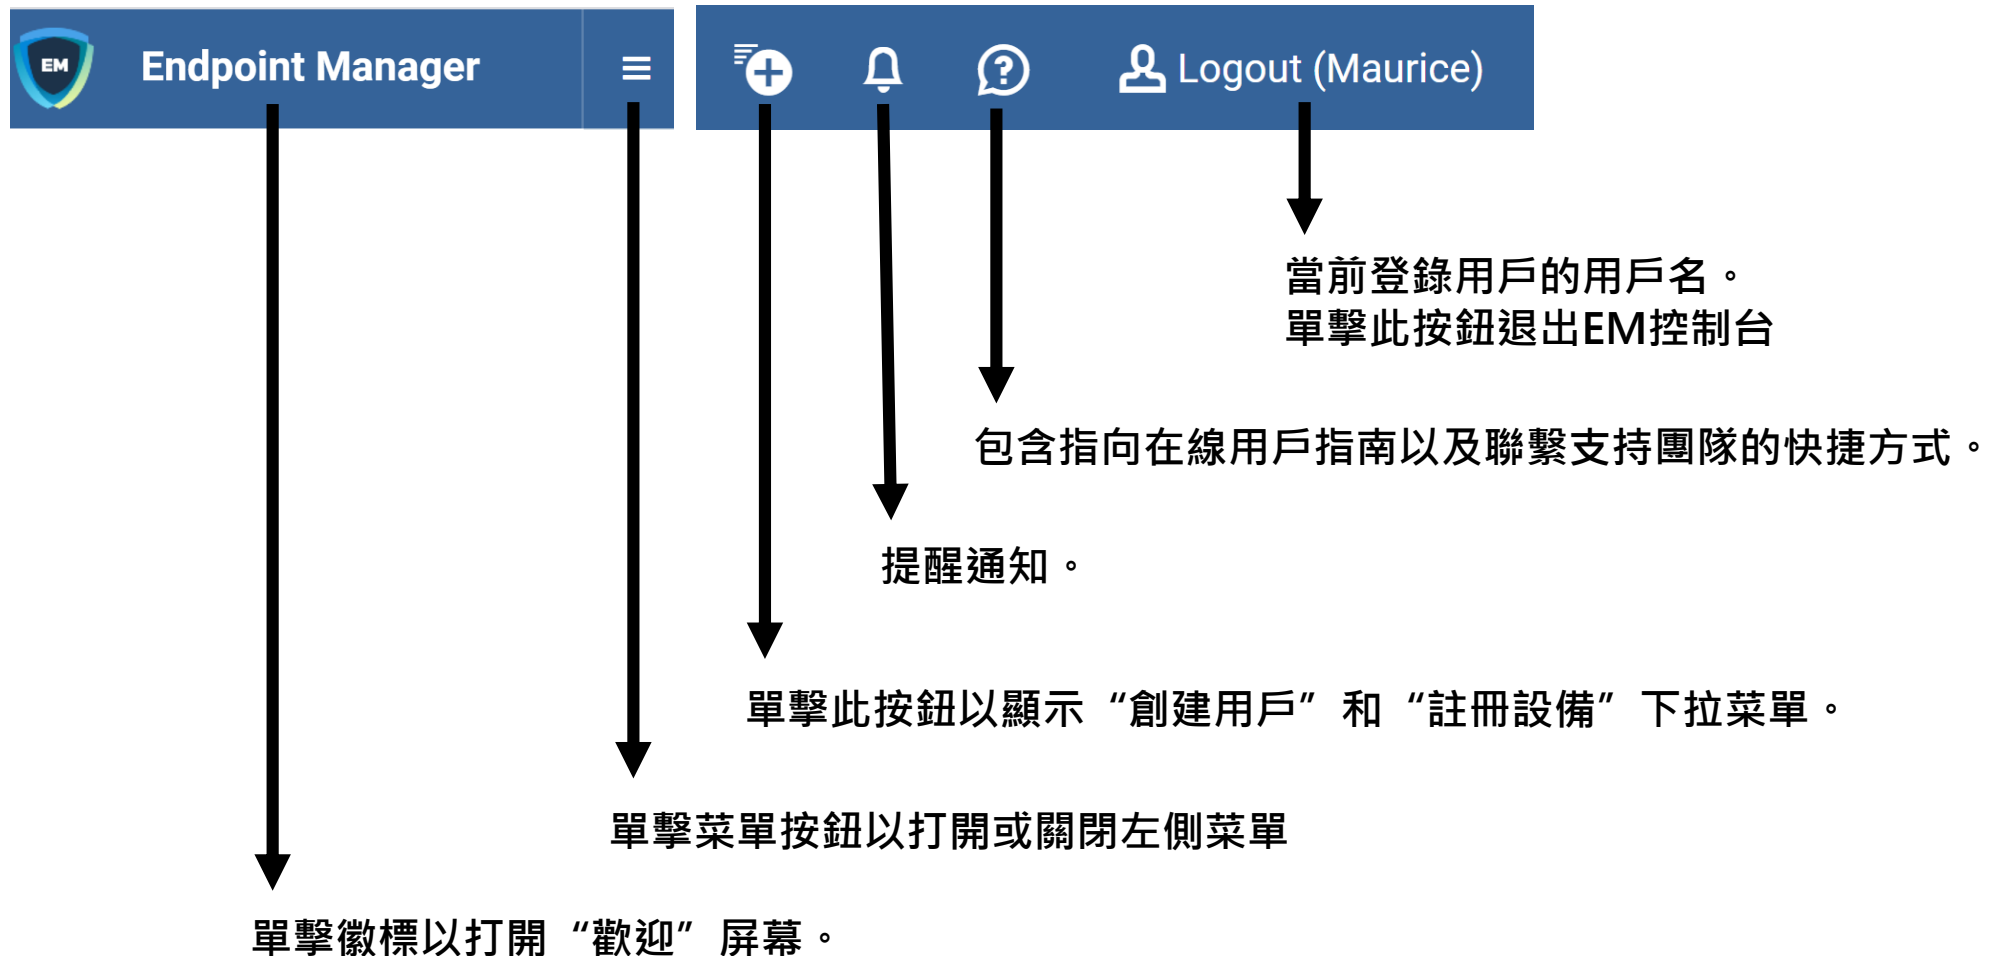 EM
Endpoint Manager
Logout (Maurice)
當前登錄用戶的用戶名。
單擊此按鈕退出EM控制台
包含指向在線用戶指南以及聯繫支持團隊的快捷方式。
提醒通知。
單擊此按鈕以顯示“創建用戶”和“註冊設備”下拉菜單。
單擊菜單按鈕以打開或關閉左側菜單
單擊徽標以打開“歡迎”屏幕。